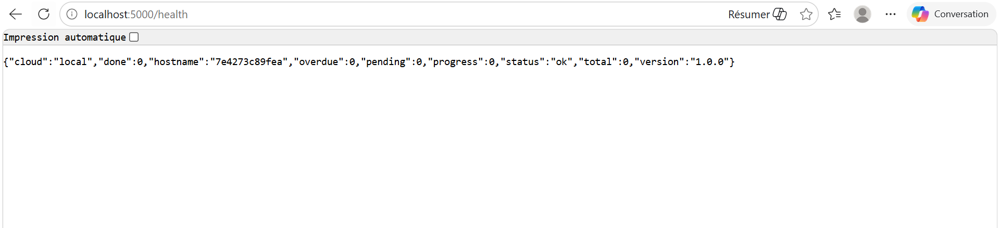 localhost:5000/health Résumer Conversation
Impression automatique
{"cloud":"local","done":0,"hostname":"7e4273c89fea","overdue":0,"pending":0,"progress":0,"status":"ok","total":0,"version":"1.0.0"}